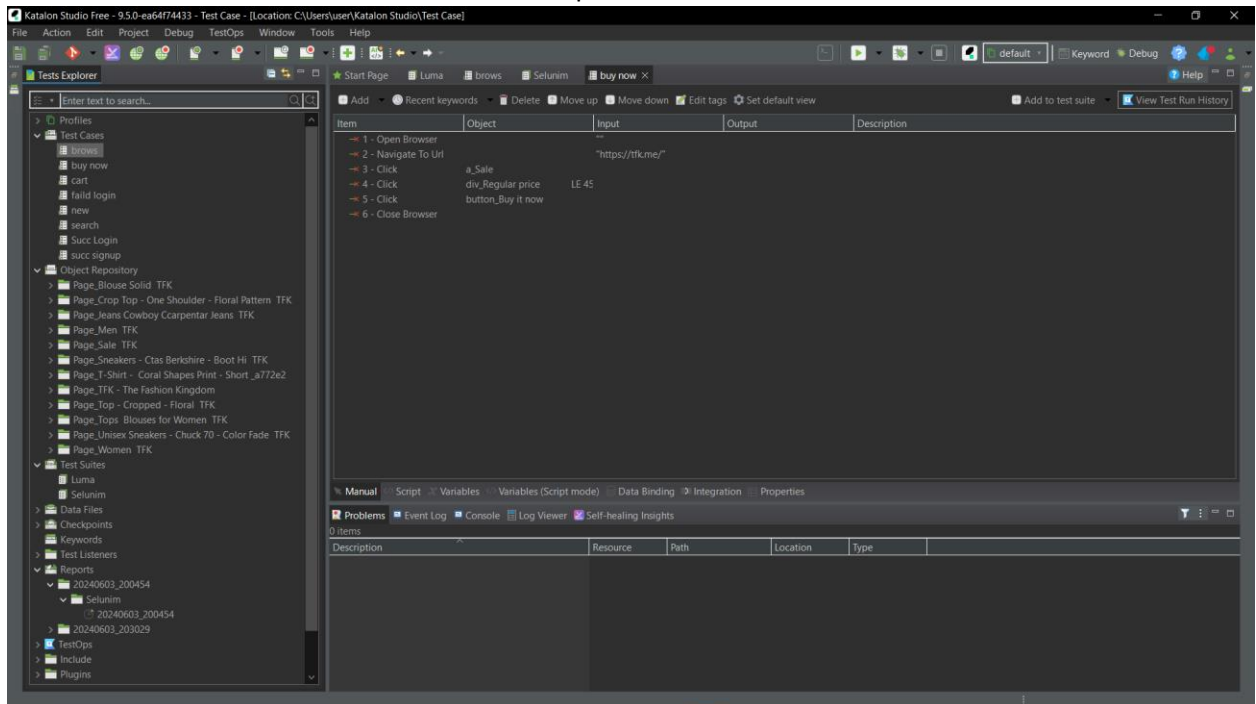 Katalon Studio Free - 9.5.0-ea64f74433 - Test Case - [Location: C:\Users\user\Katalon Studio\Test Case]
File Action Edit Project Debug TestOps Window Tools Help
default Keyword Debug
Tests Explorer
Start Page Luma brows Selunim buy now
Help
Enter text to search...
Add Recent keywords Delete Move up Move down Edit tags Set default view Add to test suite View Test Run History
Item Object Input Output Description
1 - Open Browser ""
2 - Navigate To Url "https://tfk.me/"
3 - Click a_Sale
4 - Click div_Regular price LE 45
5 - Click button_Buy it now
6 - Close Browser
Profiles
Test Cases
brows
buy now
cart
faild login
new
search
Succ Login
succ signup
Object Repository
Page_Blouse Solid TFK
Page_Crop Top - One Shoulder - Floral Pattern TFK
Page_Jeans Cowboy Ccarpentar Jeans TFK
Page_Men TFK
Page_Sale TFK
Page_Sneakers - Ctas Berkshire - Boot Hi TFK
Page_T-Shirt - Coral Shapes Print - Short _a772e2
Page_TFK - The Fashion Kingdom
Page_Top - Cropped - Floral TFK
Page_Tops Blouses for Women TFK
Page_Unisex Sneakers - Chuck 70 - Color Fade TFK
Page_Women TFK
Test Suites
Luma
Selunim
Data Files
Checkpoints
Keywords
Test Listeners
Reports
20240603_200454
Selunim
20240603_200454
20240603_203029
TestOps
Include
Plugins
Manual Script Variables Variables (Script mode) Data Binding Integration Properties
Problems Event Log Console Log Viewer Self-healing Insights
0 items
Description Resource Path Location Type